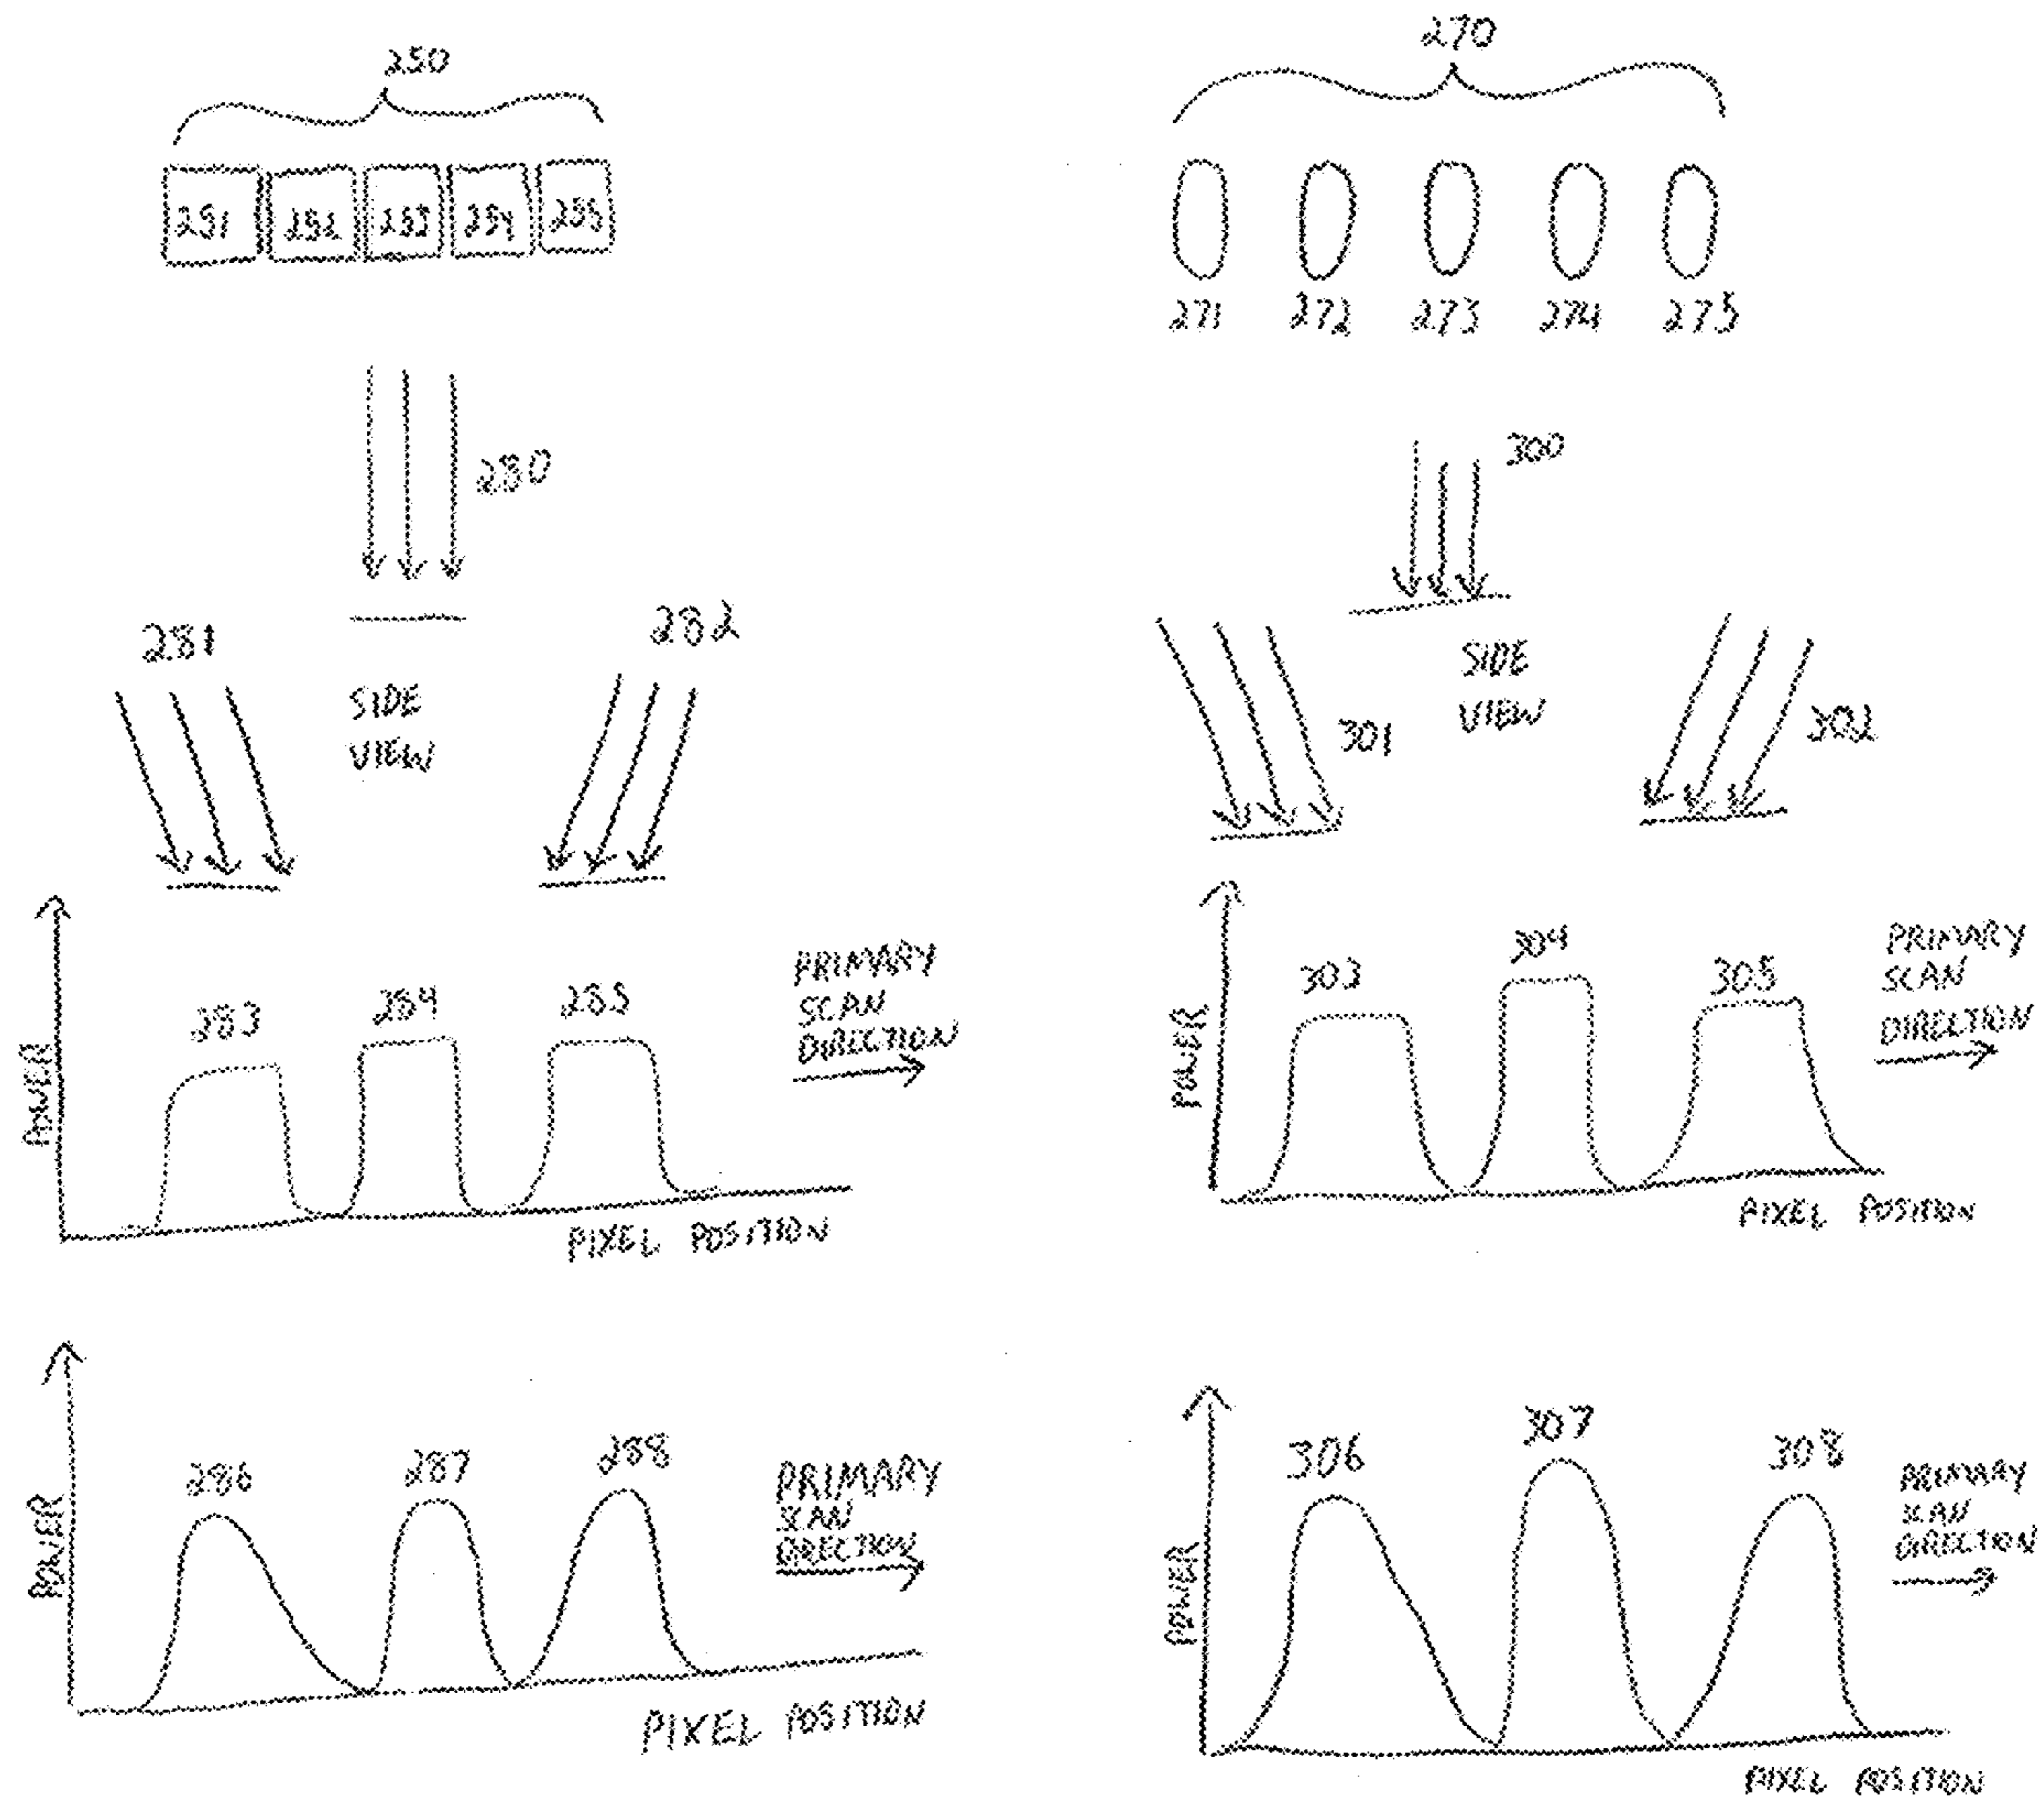 250
251 252 253 254 255
280
281
282
SIDE
VIEW
POWER
283
284
285
PRIMARY
SCAN
DIRECTION
PIXEL POSITION
POWER
286
287
288
PRIMARY
SCAN
DIRECTION
PIXEL POSITION
270
271 272 273 274 275
300
SIDE
VIEW
301
302
POWER
303
304
305
PRIMARY
SCAN
DIRECTION
PIXEL POSITION
POWER
306
307
308
PRIMARY
SCAN
DIRECTION
PIXEL POSITION